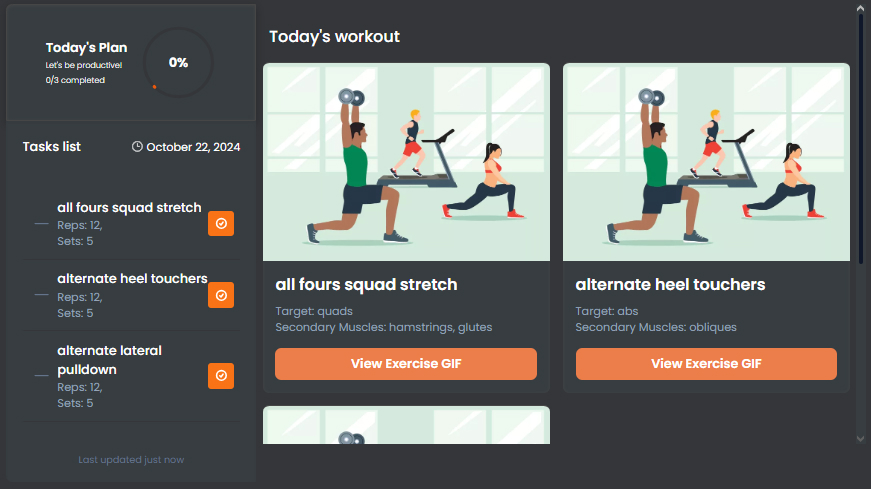 Today's Plan
Let's be productive!
0/3 completed
0%
Tasks list
October 22, 2024
all fours squad stretch
Reps: 12,
Sets: 5
alternate heel touchers
Reps: 12,
Sets: 5
alternate lateral
pulldown
Reps: 12,
Sets: 5
Last updated just now
Today's workout
all fours squad stretch
Target: quads
Secondary Muscles: hamstrings, glutes
View Exercise GIF
alternate heel touchers
Target: abs
Secondary Muscles: obliques
View Exercise GIF